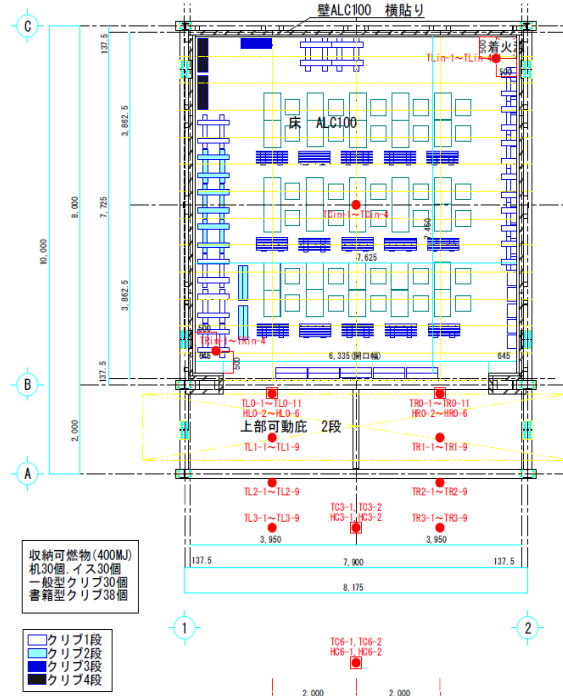 壁ALC100 横貼り
C
137.5
500
着火源
TLin-1～TLin-4
500
3,862.5
床 ALC100
8,000
7,725
10,000
TCin-1～TCin-4
7,450
7,625
3,862.5
500
TRin-1～TRin-4
645
500
6,335(開口幅)
645
137.5
B
TL0-1～TL0-11
HL0-2～HL0-6
TR0-1～TR0-11
HR0-2～HR0-6
上部可動庇 2段
2,000
TL1-1～TL1-9
TR1-1～TR1-9
A
TL2-1～TL2-9
TR2-1～TR2-9
TL3-1～TL3-9
TC3-1, TC3-2
HC3-1, HC3-2
TR3-1～TR3-9
3,950
3,950
137.5
7,900
137.5
8,175
収納可燃物(400MJ)
机30個,イス30個
一般型クリブ30個
書籍型クリブ38個
1
2
クリブ1段
クリブ2段
クリブ3段
クリブ4段
TC6-1, TC6-2
HC6-1, HC6-2
2,000
2,000